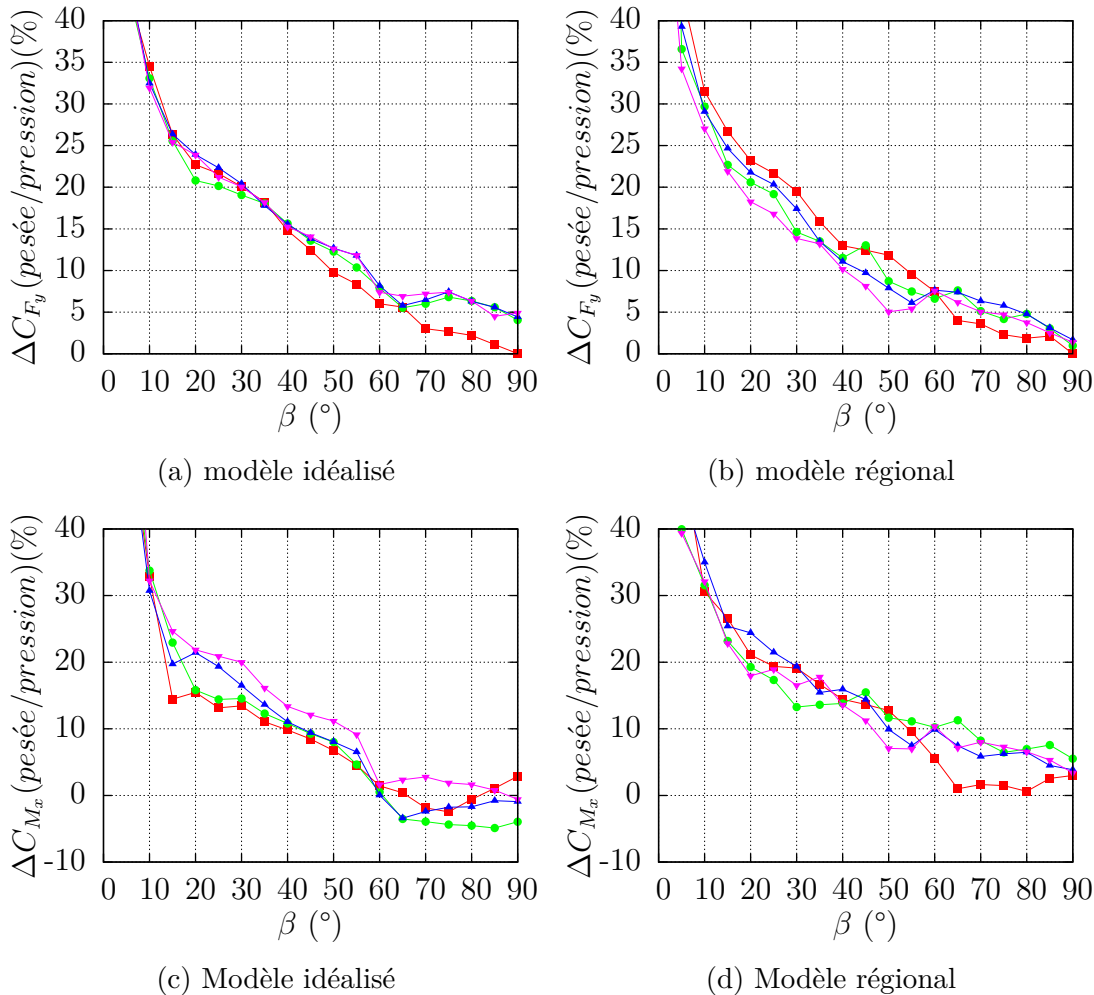 ΔC_{F_y}(pesée/pression)(%)
40
35
30
25
20
15
10
5
0
0 10 20 30 40 50 60 70 80 90
β (°)
(a) modèle idéalisé
ΔC_{F_y}(pesée/pression)(%)
40
35
30
25
20
15
10
5
0
0 10 20 30 40 50 60 70 80 90
β (°)
(b) modèle régional
ΔC_{M_x}(pesée/pression)(%)
40
30
20
10
0
-10
0 10 20 30 40 50 60 70 80 90
β (°)
(c) Modèle idéalisé
ΔC_{M_x}(pesée/pression)(%)
40
30
20
10
0
-10
0 10 20 30 40 50 60 70 80 90
β (°)
(d) Modèle régional